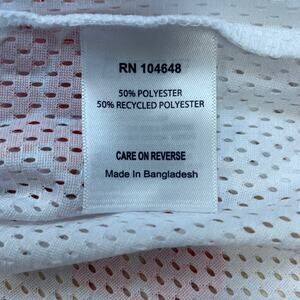 RN 104648
50% POLYESTER
50% RECYCLED POLYESTER
CARE ON REVERSE
Made In Bangladesh